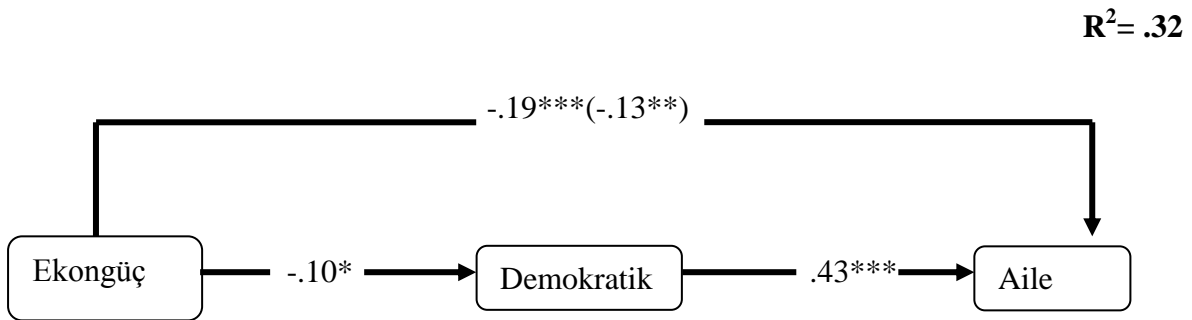 R²= .32
-.19***(-.13**)
Ekongüç
-.10*
Demokratik
.43***
Aile